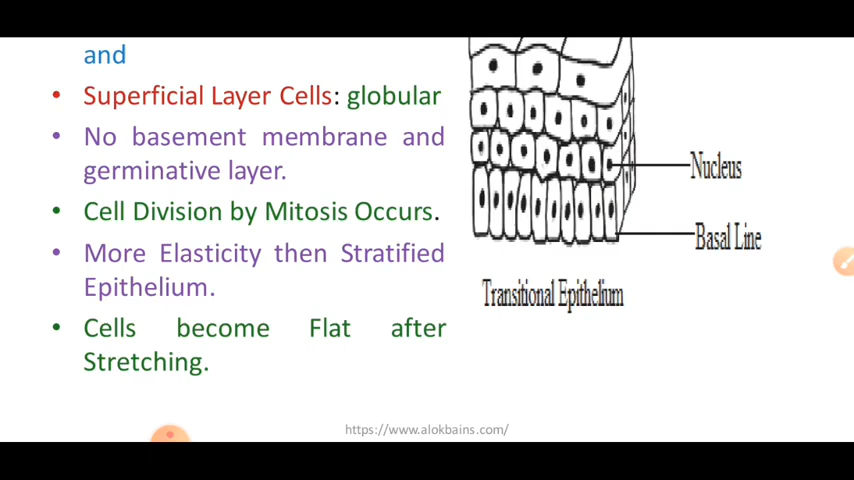 and
• Superficial Layer Cells: globular
• No basement membrane and
germinative layer.
• Cell Division by Mitosis Occurs.
• More Elasticity then Stratified
Epithelium.
• Cells become Flat after
Stretching.
Nucleus
Basal Line
Transitional Epithelium
https://www.alokbains.com/